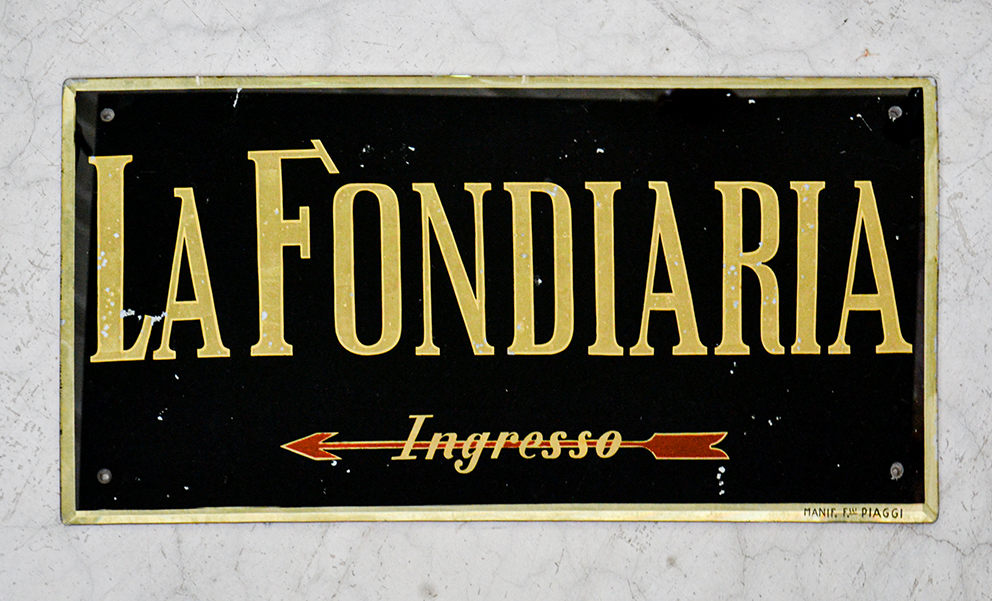 LA FONDIARIA
Ingresso
MANIF. F.LLI PIAGGI